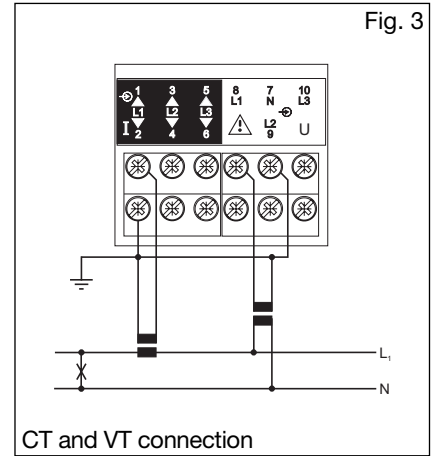 Fig. 3
1 3 5 8 7 10
L1 N L3
L1 L2 L3
L2
I 2 4 6 9 U
L1
N
CT and VT connection